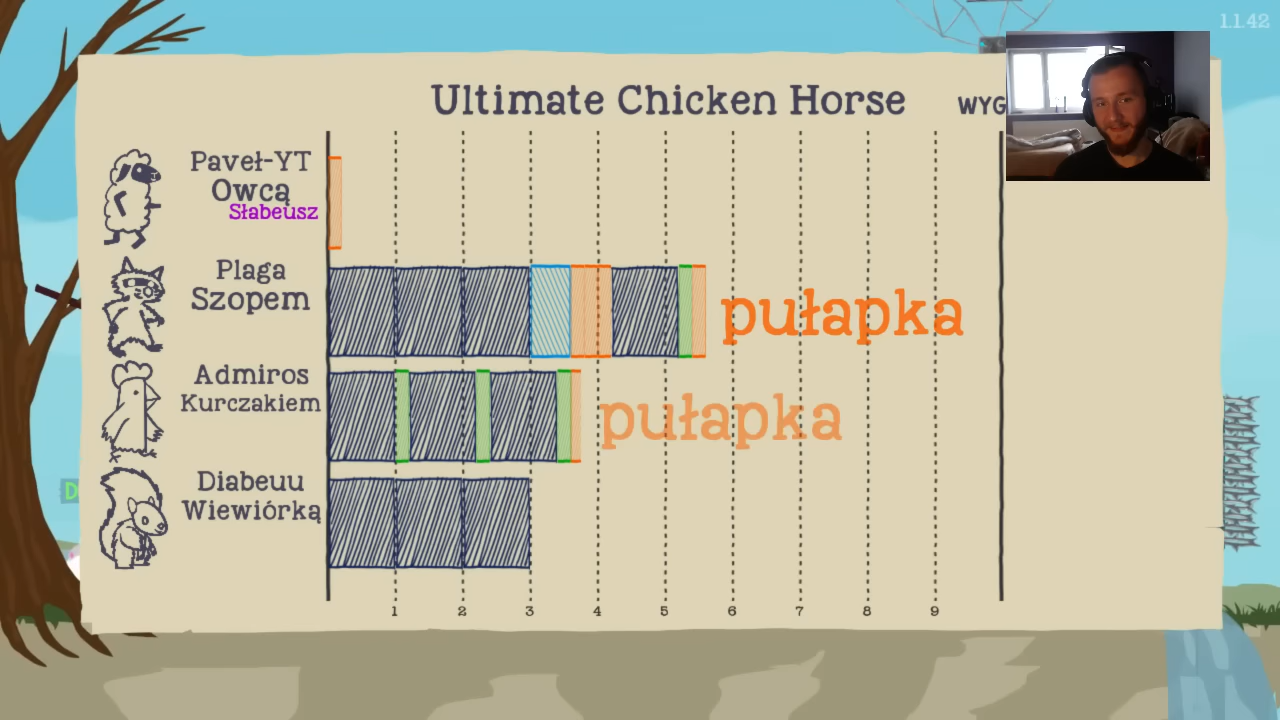 1.1.42
Ultimate Chicken Horse
WYG
Paveł-YT
Owcą
Słabeusz
Plaga
Szopem
pułapka
Admiros
Kurczakiem
pułapka
Diabeuu
Wiewiórką
D
1 2 3 4 5 6 7 8 9